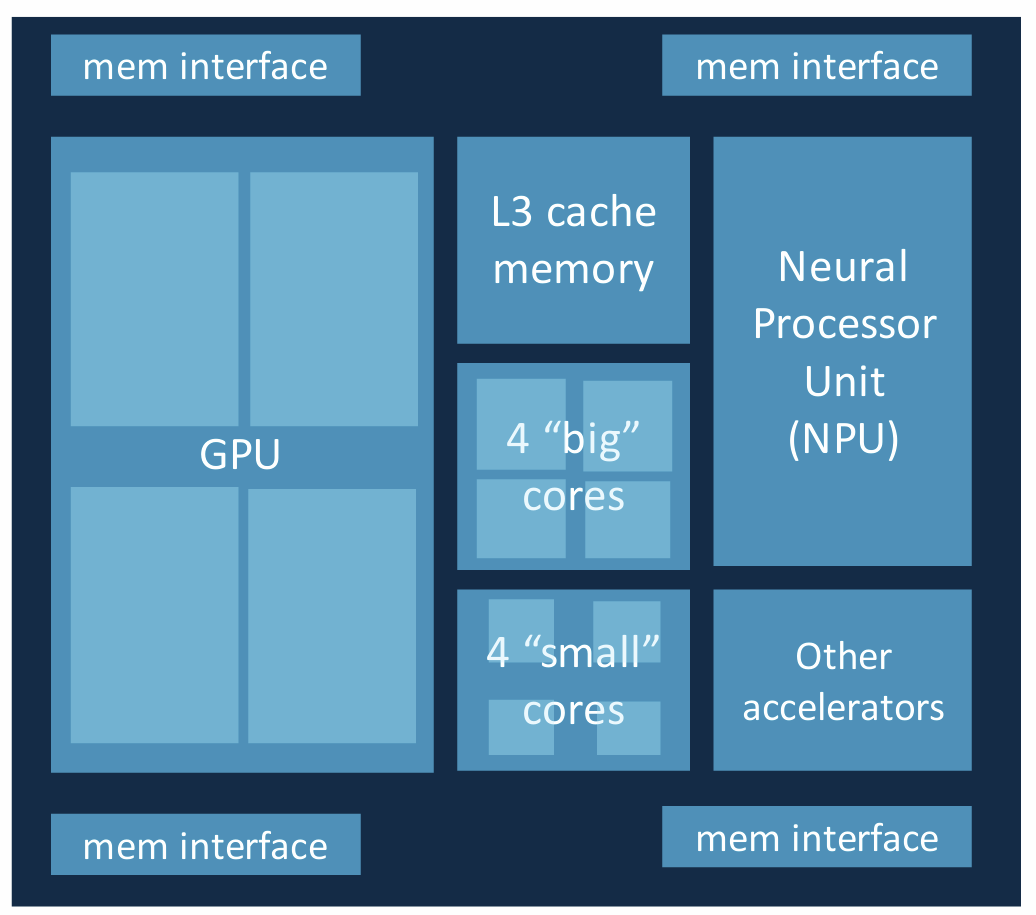 mem interface
mem interface
GPU
L3 cache
memory
4 “big”
cores
4 “small”
cores
Neural
Processor
Unit
(NPU)
Other
accelerators
mem interface
mem interface